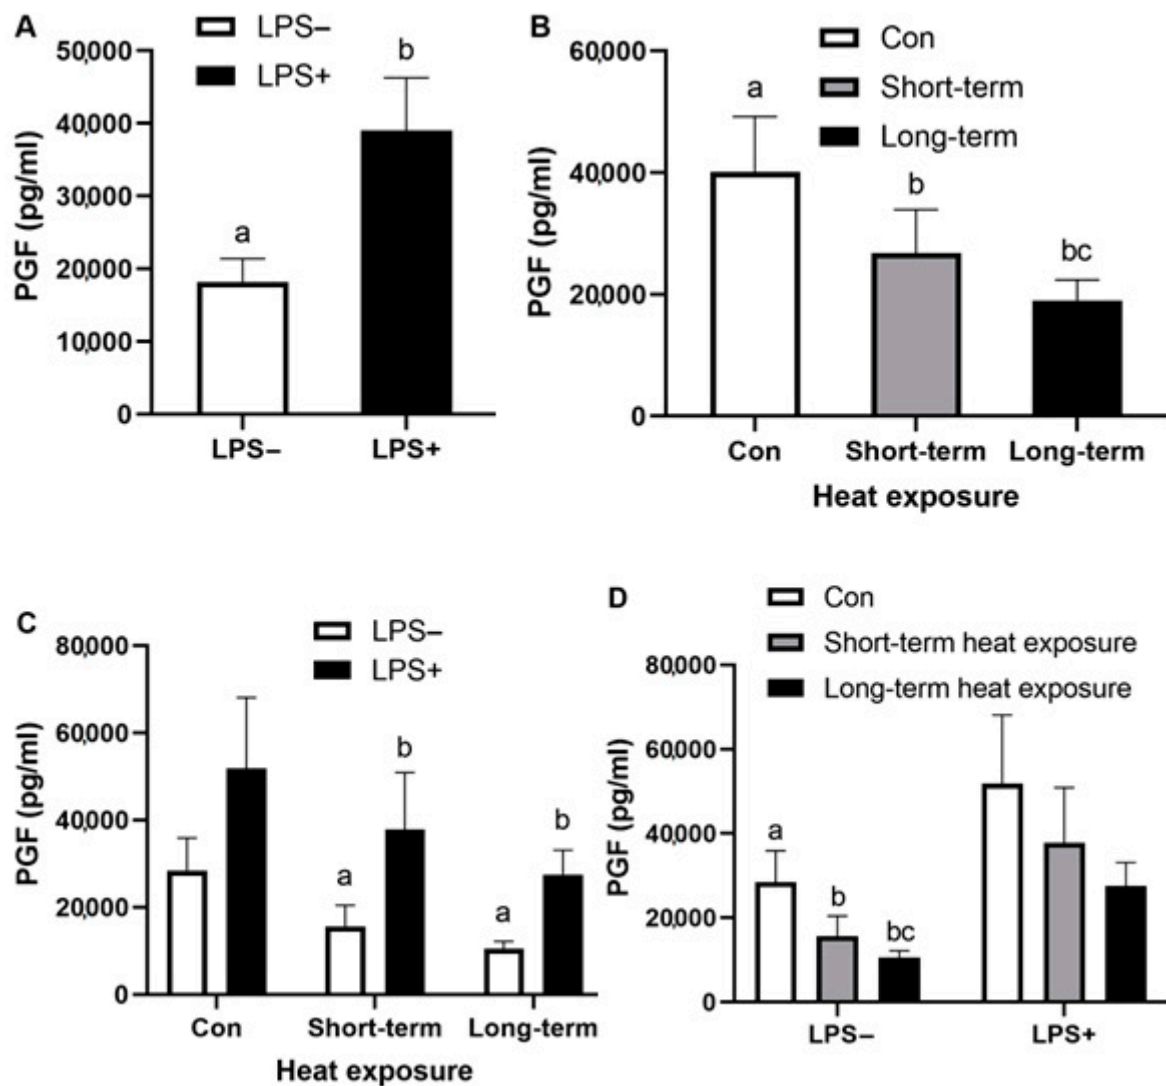 A
LPS–
LPS+
50,000
40,000
30,000
20,000
10,000
0
PGF (pg/ml)
a
b
LPS–
LPS+
B
Con
Short-term
Long-term
60,000
40,000
20,000
0
PGF (pg/ml)
a
b
bc
Con
Short-term
Long-term
Heat exposure
C
LPS–
LPS+
80,000
60,000
40,000
20,000
0
PGF (pg/ml)
a
b
a
b
Con
Short-term
Long-term
Heat exposure
D
Con
Short-term heat exposure
Long-term heat exposure
80,000
60,000
40,000
20,000
0
PGF (pg/ml)
a
b
bc
LPS–
LPS+